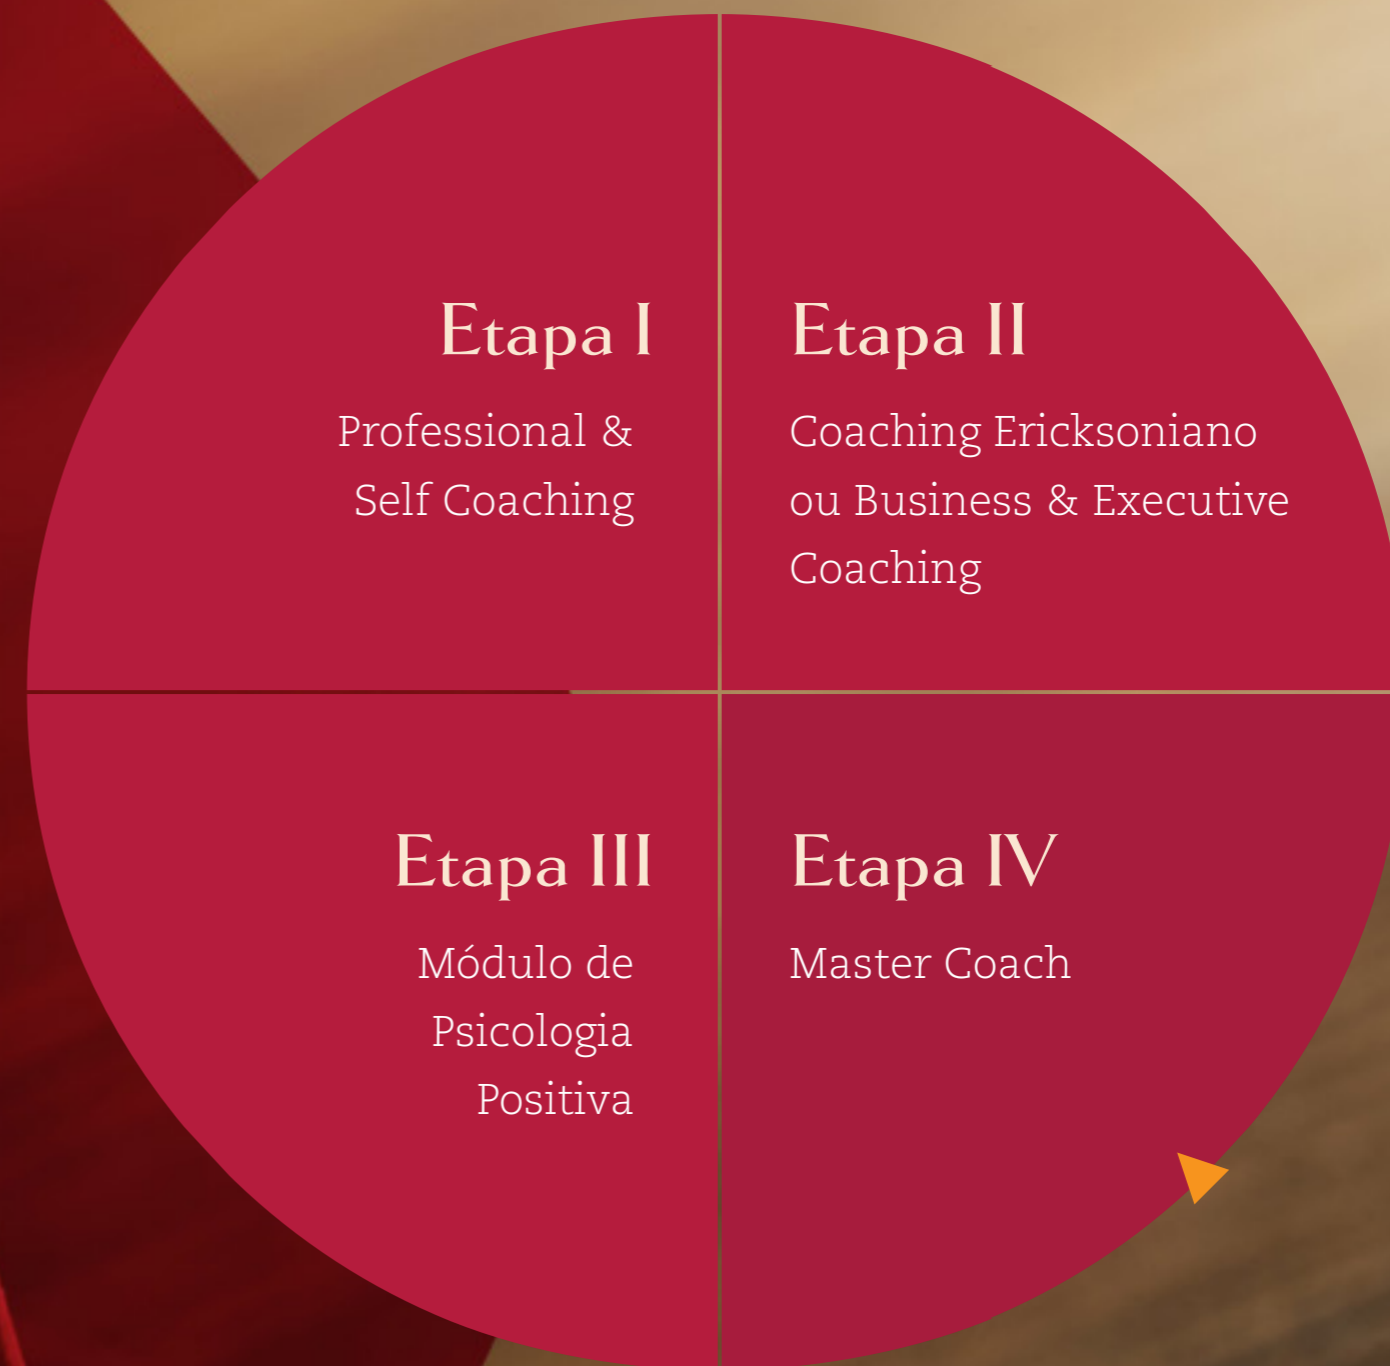 Etapa I
Professional &
Self Coaching
Etapa II
Coaching Ericksoniano
ou Business & Executive
Coaching
Etapa III
Módulo de
Psicologia
Positiva
Etapa IV
Master Coach